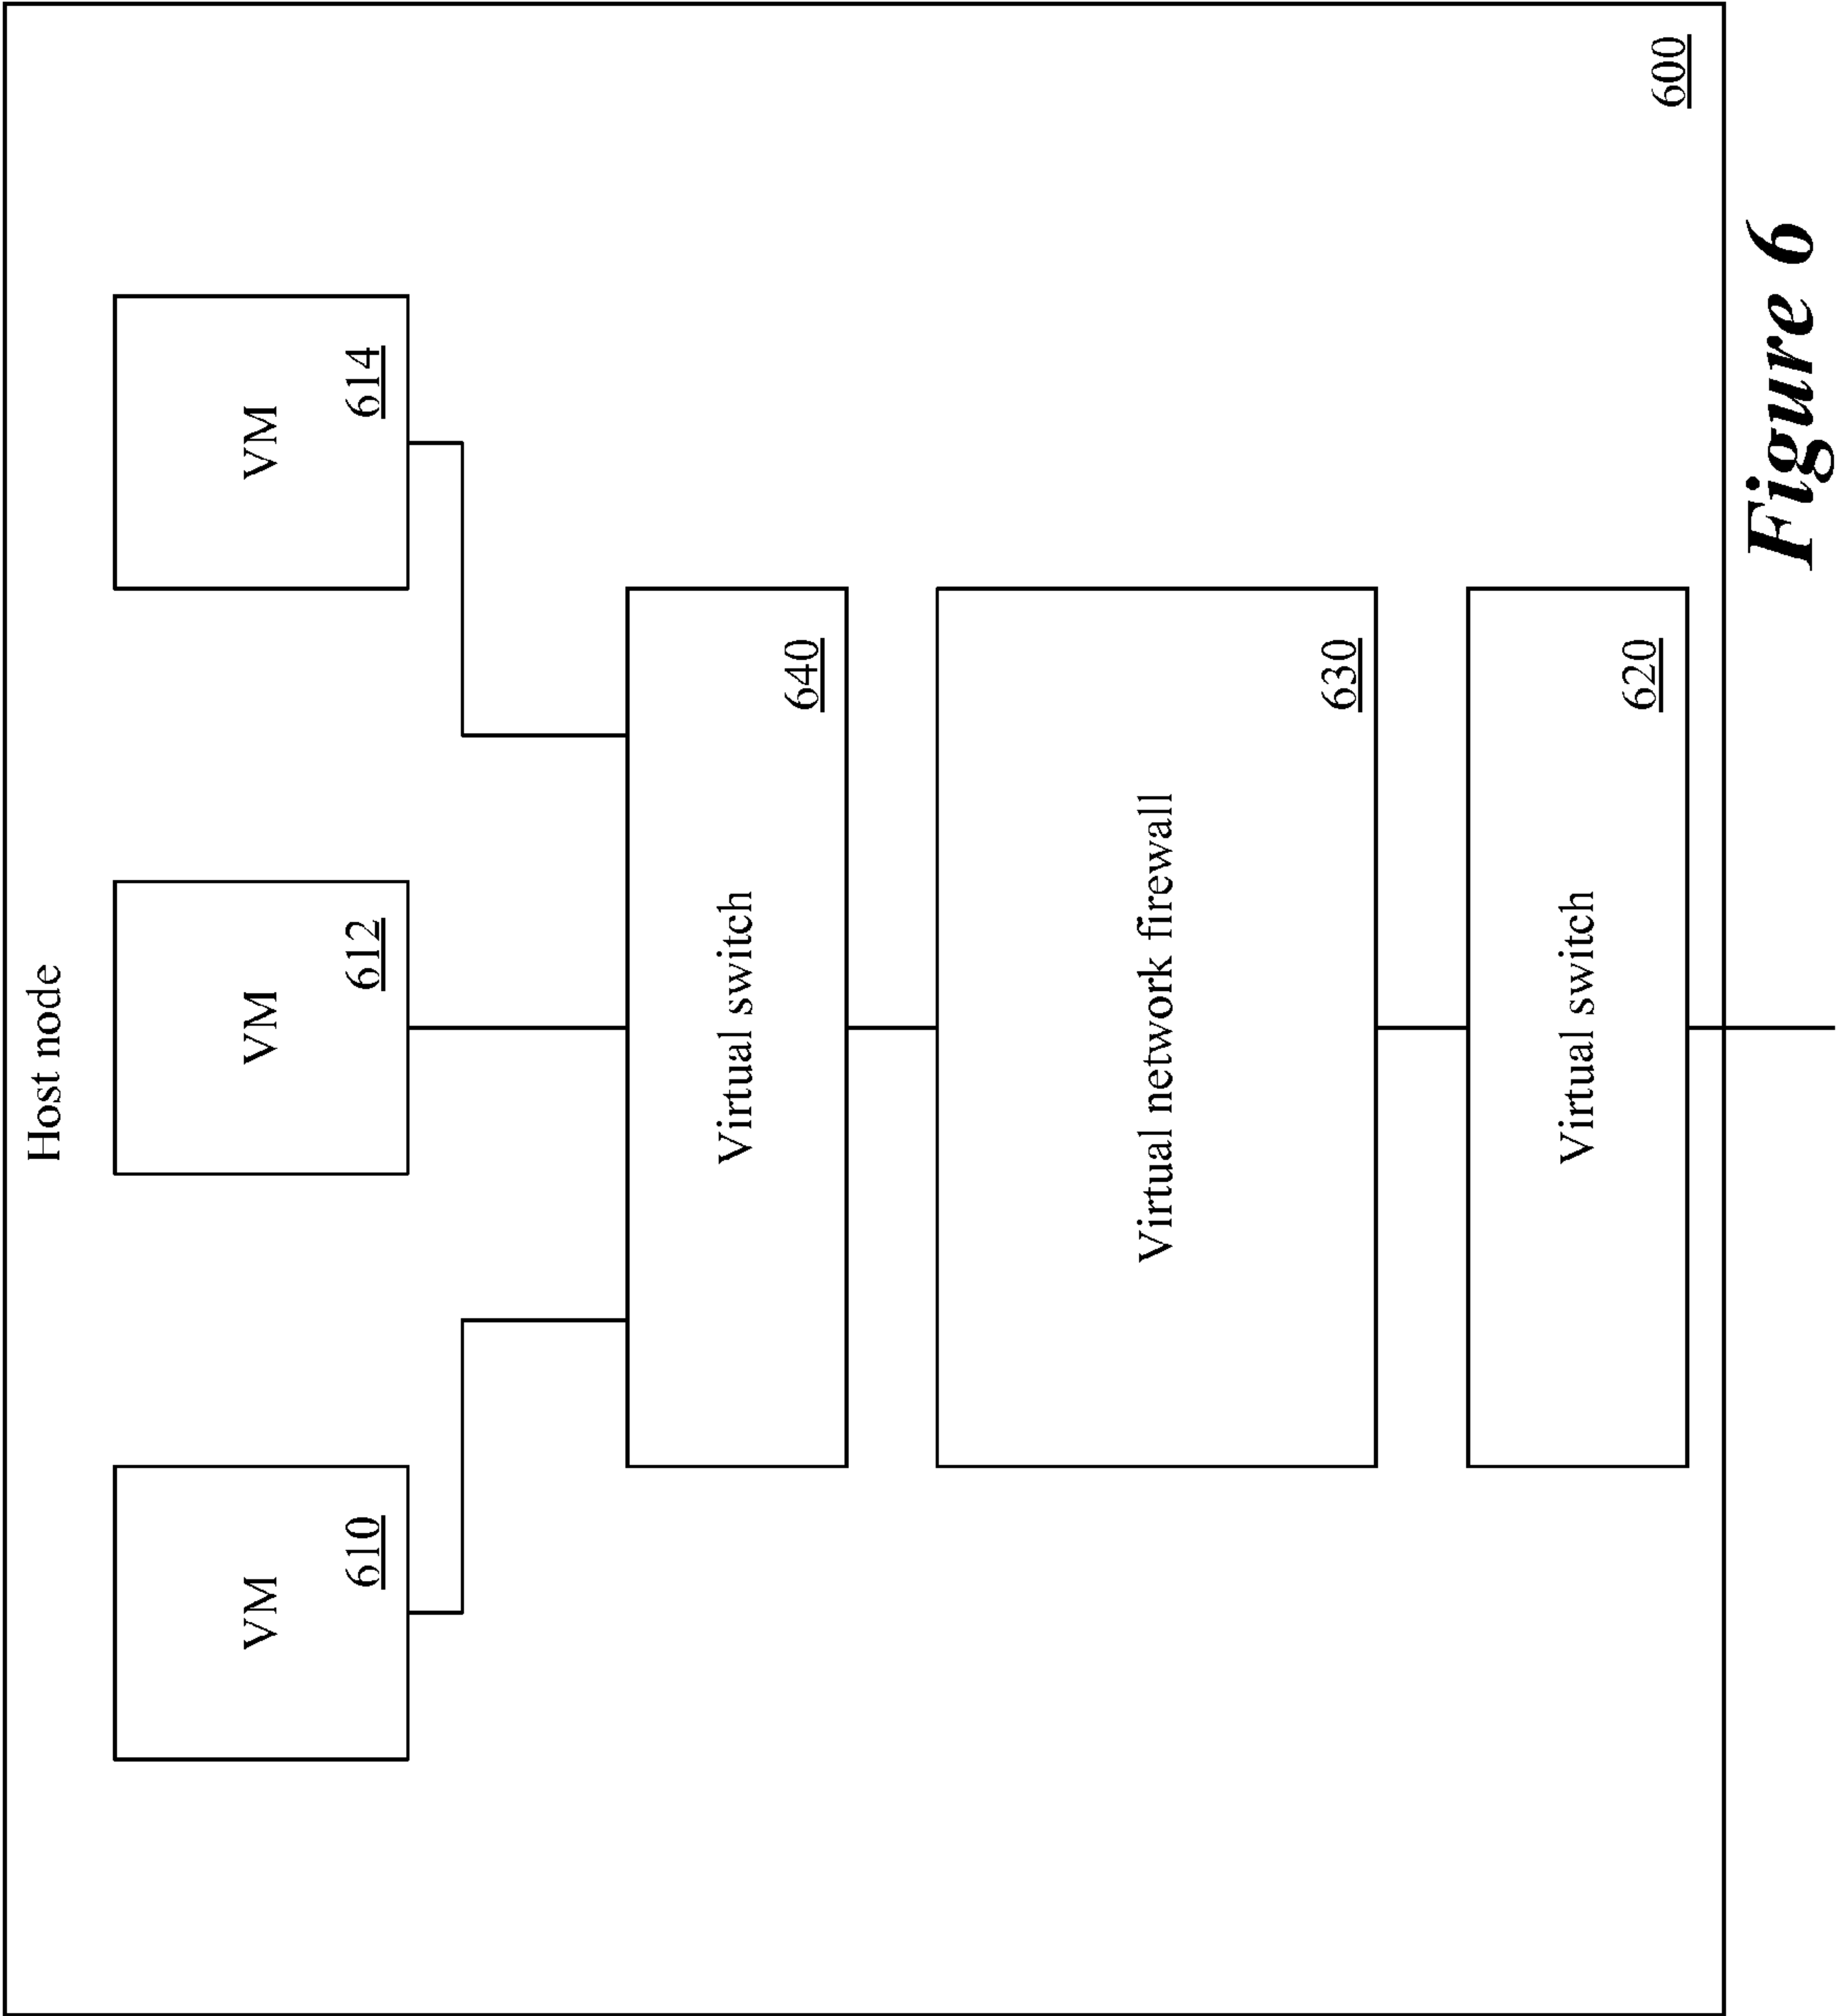 Host node
VM
610
VM
612
VM
614
Virtual switch
640
Virtual network firewall
630
Virtual switch
620
600
Figure 6